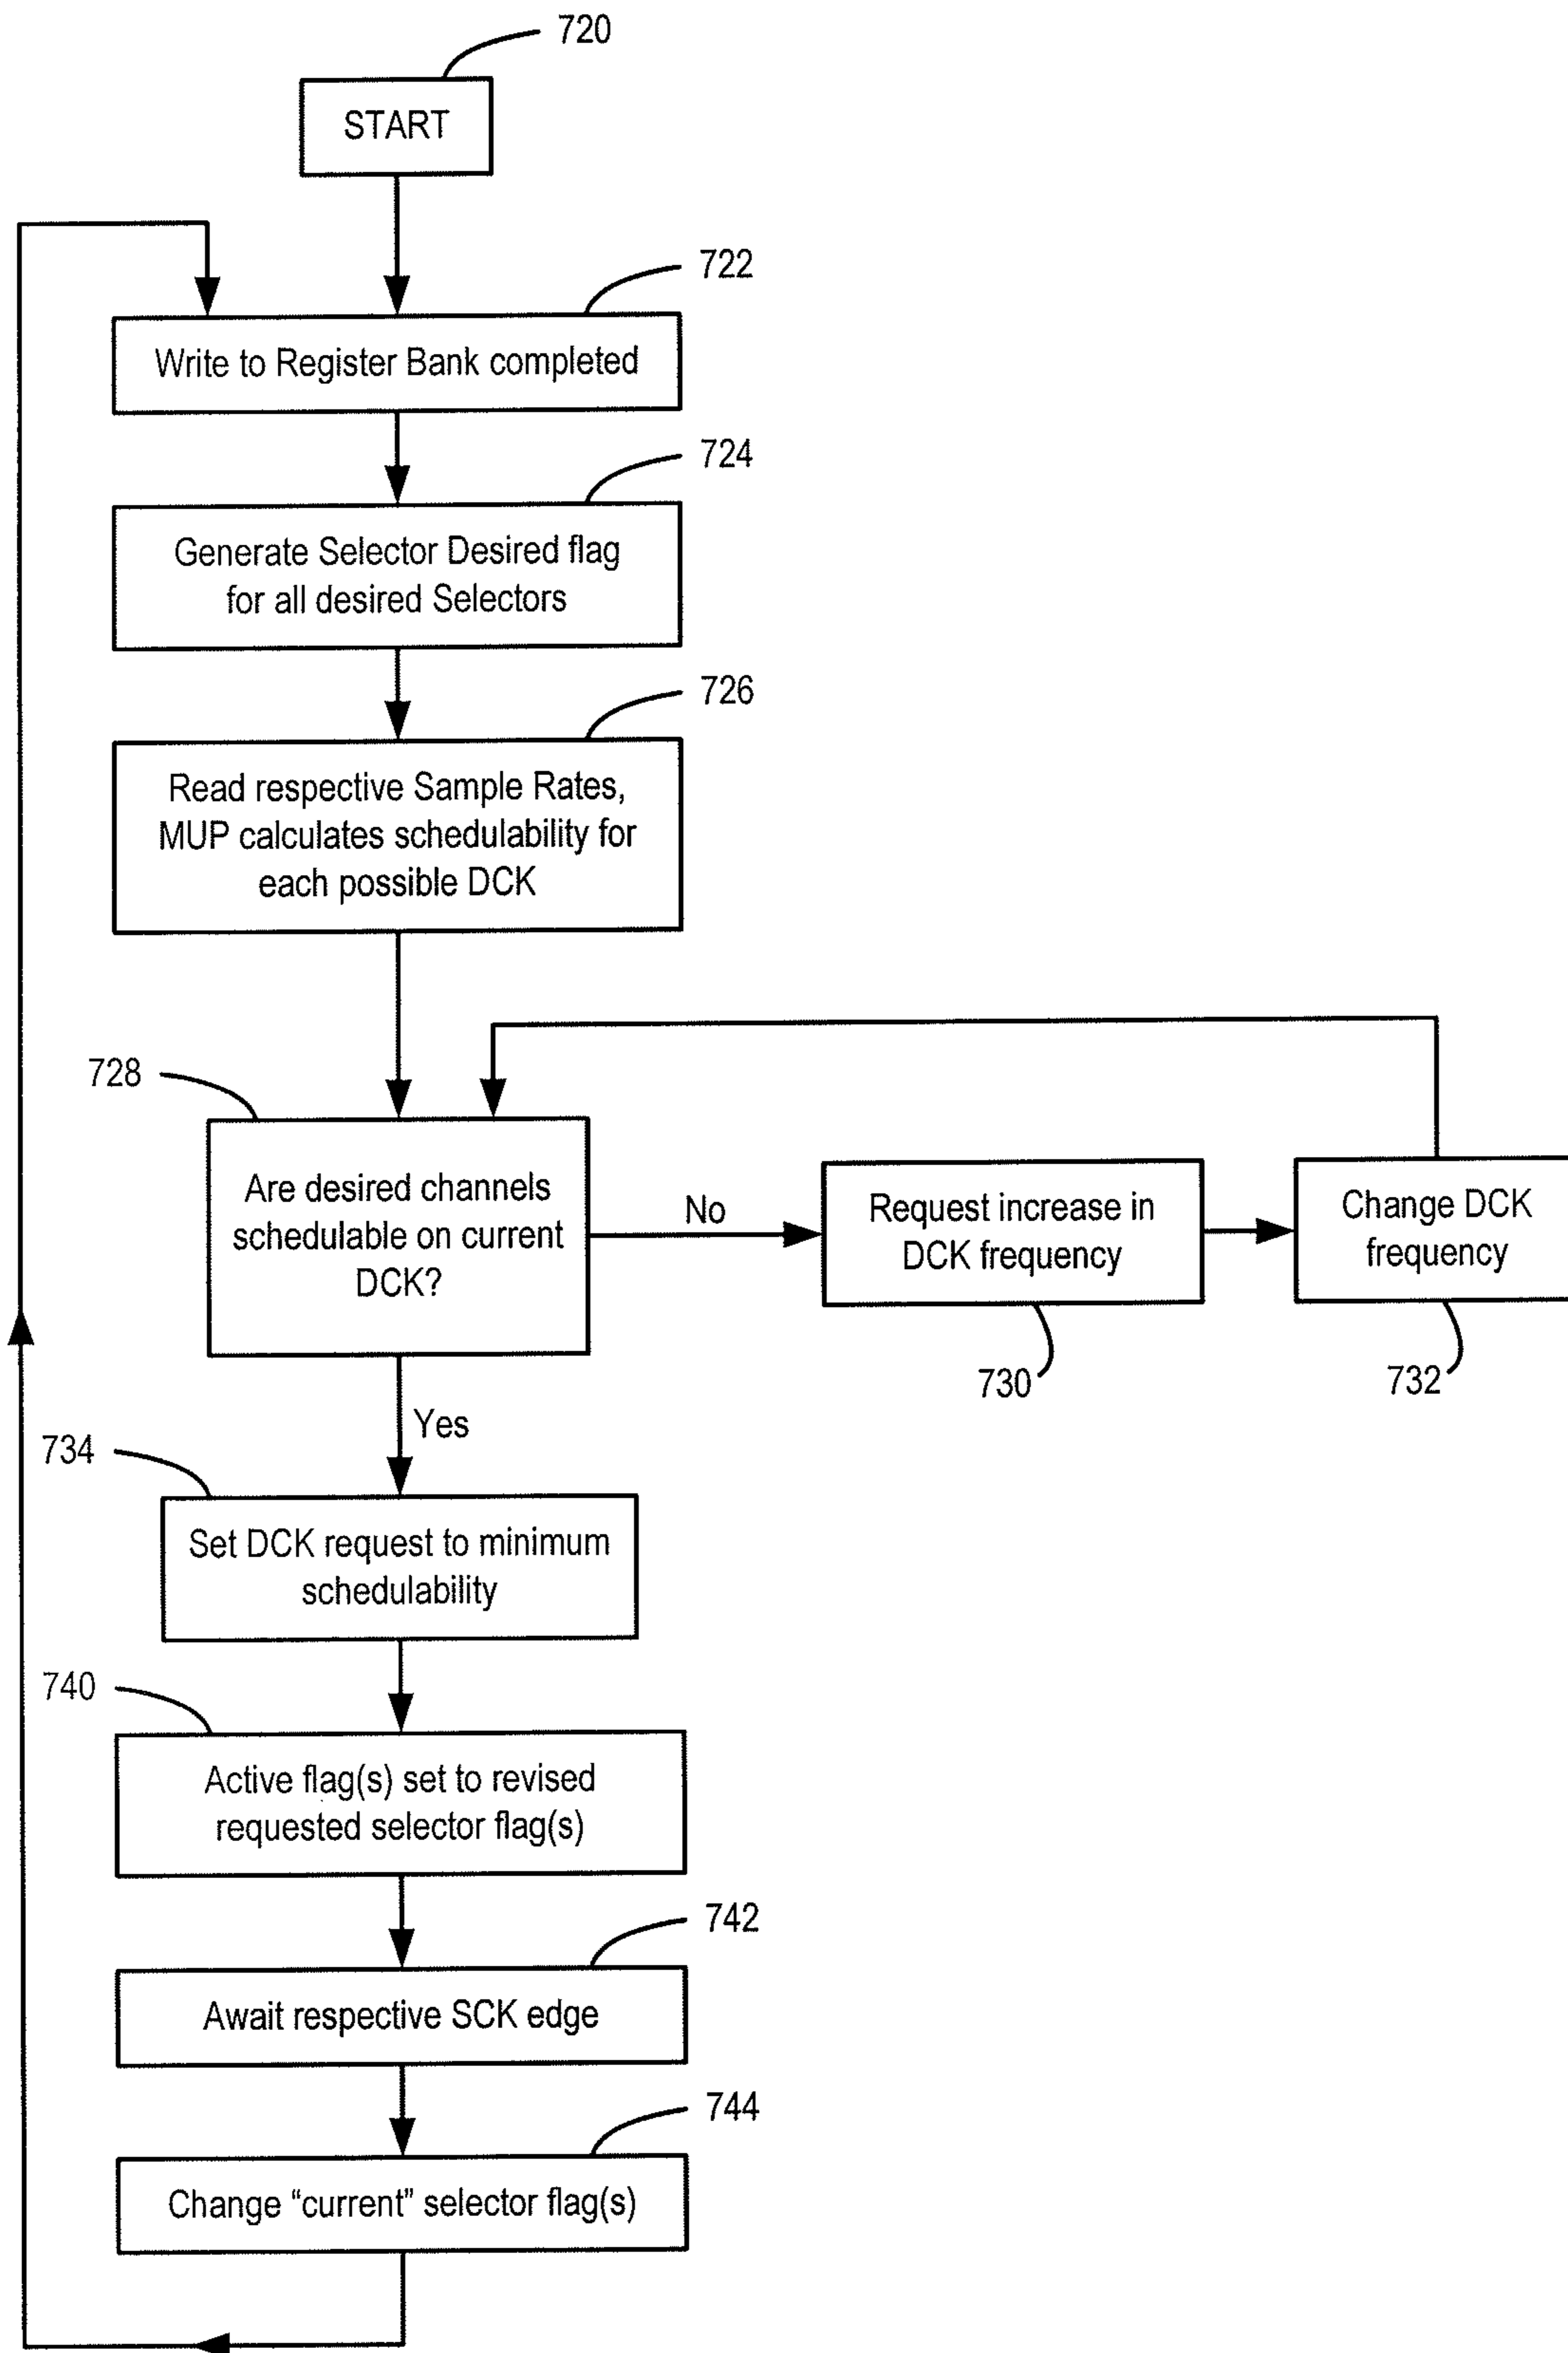 720
START
722
Write to Register Bank completed
724
Generate Selector Desired flag
for all desired Selectors
726
Read respective Sample Rates,
MUP calculates schedulability for
each possible DCK
728
Are desired channels
schedulable on current
DCK?
No
Request increase in
DCK frequency
730
Change DCK
frequency
732
Yes
734
Set DCK request to minimum
schedulability
740
Active flag(s) set to revised
requested selector flag(s)
742
Await respective SCK edge
744
Change “current” selector flag(s)